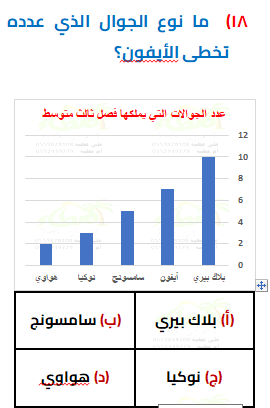 ١٨) ما نوع الجوال الذي عدده
تخطى الأيفون؟
عدد الجوالات التي يملكها فصل ثالث متوسط
12
10
8
6
4
2
0
بلاك بيري أيفون سامسونج نوكيا هواوي
(أ) بلاك بيري (ب) سامسونج
(ج) نوكيا (د) هواوي